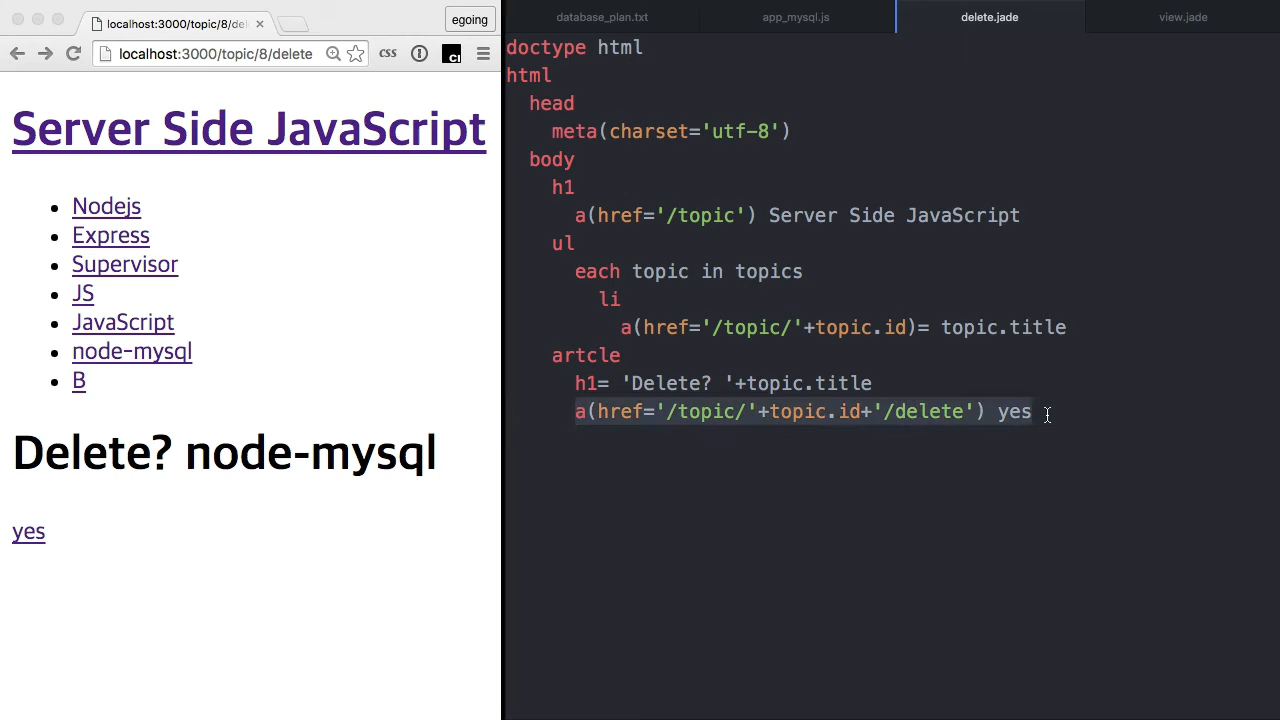 localhost:3000/topic/8/del
egoing
localhost:3000/topic/8/delete
css
Server Side JavaScript
Nodejs
Express
Supervisor
JS
JavaScript
node-mysql
B
Delete? node-mysql
yes
database_plan.txt
app_mysql.js
delete.jade
view.jade
doctype html
html
head
meta(charset='utf-8')
body
h1
a(href='/topic') Server Side JavaScript
ul
each topic in topics
li
a(href='/topic/'+topic.id)= topic.title
artcle
h1= 'Delete? '+topic.title
a(href='/topic/'+topic.id+'/delete') yes